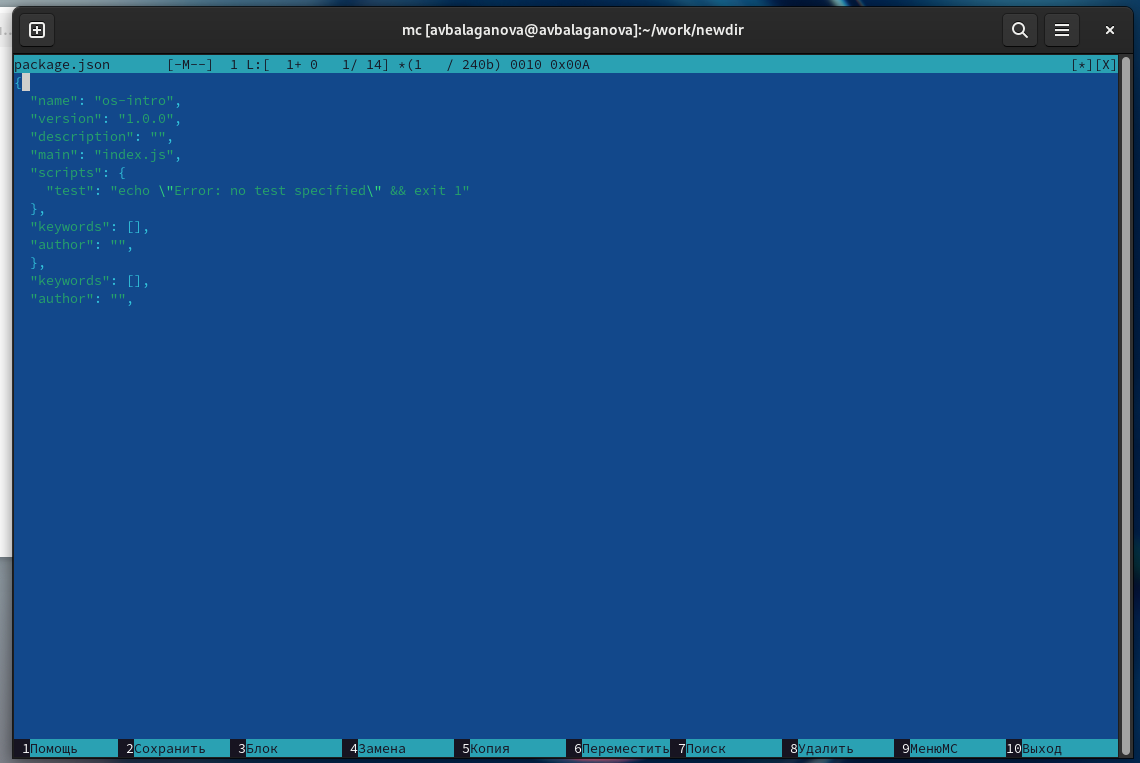 mc [avbalaganova@avbalaganova]:~/work/newdir
package.json       [-M--]  1 L:[  1+ 0   1/ 14] *(1   / 240b) 0010 0x00A                                                            [*][X]
{
  "name": "os-intro",
  "version": "1.0.0",
  "description": "",
  "main": "index.js",
  "scripts": {
    "test": "echo \"Error: no test specified\" && exit 1"
  },
  "keywords": [],
  "author": "",
  },
  "keywords": [],
  "author": "",
1Помощь 2Сохранить 3Блок 4Замена 5Копия 6Переместить 7Поиск 8Удалить 9МенюMC 10Выход